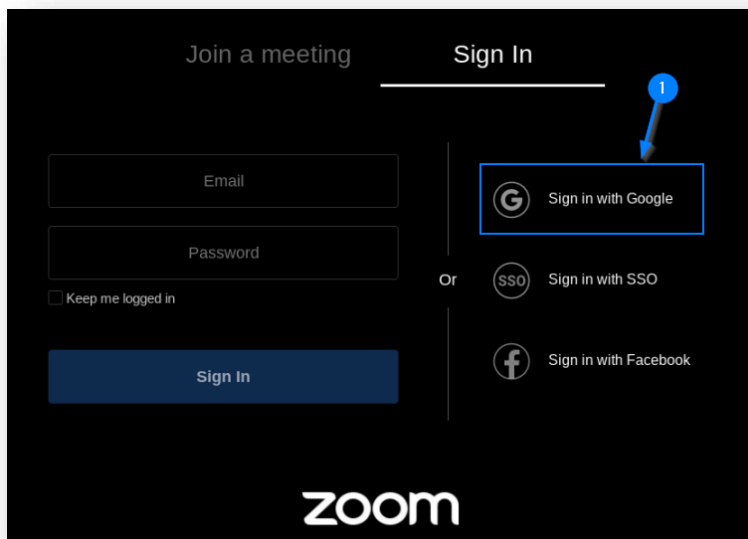 Join a meeting
Sign In
1
Email
Password
Keep me logged in
Sign In
Or
G
Sign in with Google
SSO
Sign in with SSO
f
Sign in with Facebook
zoom